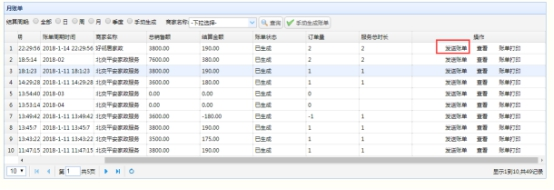 月账单
结算周期: 全部 日 周 月 季度 手动生成 商家名称: -下拉选择- 查询 手动生成账单
明 账单周期时间 商家名称 总销售额 结算金额 账单状态 订单量 服务总时长 操作
1 22:29:56 2018-1-14 22:29:56 好邻居家政 3800.00 190.00 已生成 2 2 发送账单 查看 账单打印
2 18:5:14 2018-02 北京平安家政服务 7600.00 380.00 已生成 2 2 发送账单 查看 账单打印
3 18:1:23 2018-1-11 18:1:23 北京平安家政服务 3800.00 190.00 已生成 1 1 发送账单 查看 账单打印
4 14:29:28 2018-1-11 14:29:28 北京平安家政服务 3600.00 180.00 已生成 1 1 发送账单 查看 账单打印
5 13:54:40 2018-03 北京平安家政服务 0.00 0.00 已生成 0 发送账单 查看 账单打印
6 13:53:14 2018-04 北京平安家政服务 0.00 0.00 已生成 0 发送账单 查看 账单打印
7 13:49:42 2018-1-11 13:49:42 北京平安家政服务 3600.00 -180.00 已生成 -1 1 发送账单 查看 账单打印
8 13:45:7 2018-1-11 13:45:7 北京平安家政服务 3800.00 190.00 已生成 1 1 发送账单 查看 账单打印
9 13:43:22 2018-1-11 13:43:22 北京平安家政服务 3500.00 175.00 已生成 1 1 发送账单 查看 账单打印
10 11:47:15 2018-1-11 11:47:15 北京平安家政服务 3800.00 190.00 已生成 1 1 发送账单 查看 账单打印
10 第 1 共5页 显示1到10,共49记录